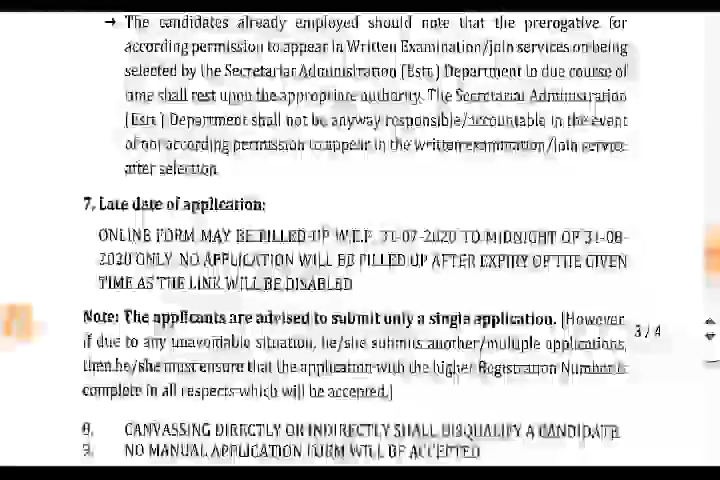 → The candidates already employed should note that the prerogative for
according permission to appear in Written Examination/join services on being
selected by the Secretariat Administration (Estt.) Department in due course of
time shall rest upon the appropriate authority. The Secretariat Administration
(Estt.) Department shall not be anyway responsible/accountable in the event
of not according permission to appear in the written examination/join service
after selection.
7. Late date of application:
ONLINE FORM MAY BE FILLED-UP W.E.F. 31-07-2020 TO MIDNIGHT OF 31-08-
2020 ONLY. NO APPLICATION WILL BE FILLED UP AFTER EXPIRY OF THE GIVEN
TIME AS THE LINK WILL BE DISABLED
Note: The applicants are advised to submit only a single application. (However,
if due to any unavoidable situation, he/she submits another/multiple applications,
then he/she must ensure that the application with the higher Registration Number is
complete in all respects which will be accepted.)
3 / 4
8. CANVASSING DIRECTLY OR INDIRECTLY SHALL DISQUALIFY A CANDIDATE
9. NO MANUAL APPLICATION FORM WILL BE ACCEPTED